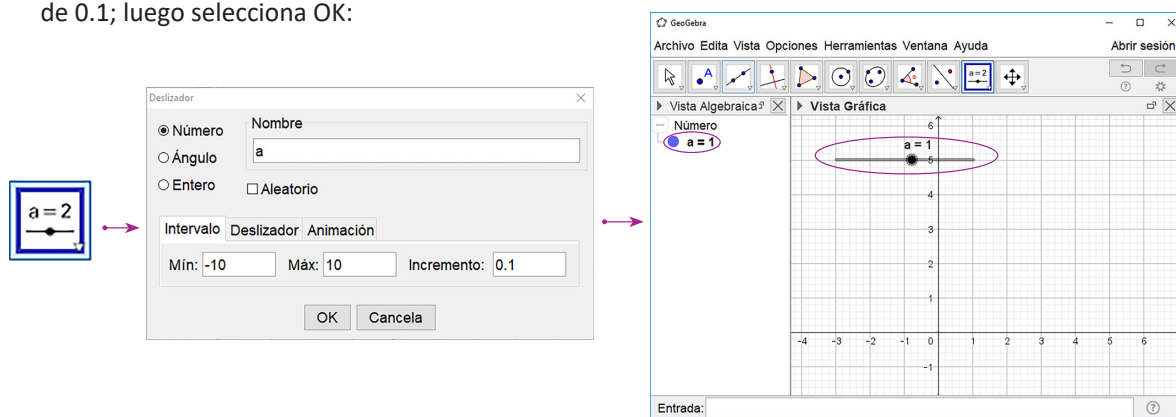 de 0.1; luego selecciona OK:
a = 2
Deslizador
Número
Ángulo
Entero
Nombre
a
Aleatorio
Intervalo Deslizador Animación
Mín: -10 Máx: 10 Incremento: 0.1
OK Cancela
GeoGebra
Archivo Edita Vista Opciones Herramientas Ventana Ayuda Abrir sesión
A a=2
Vista Algebraica Vista Gráfica
Número
a = 1
a = 1
6
5
4
3
2
1
-4 -3 -2 -1 0 1 2 3 4 5 6
-1
Entrada: